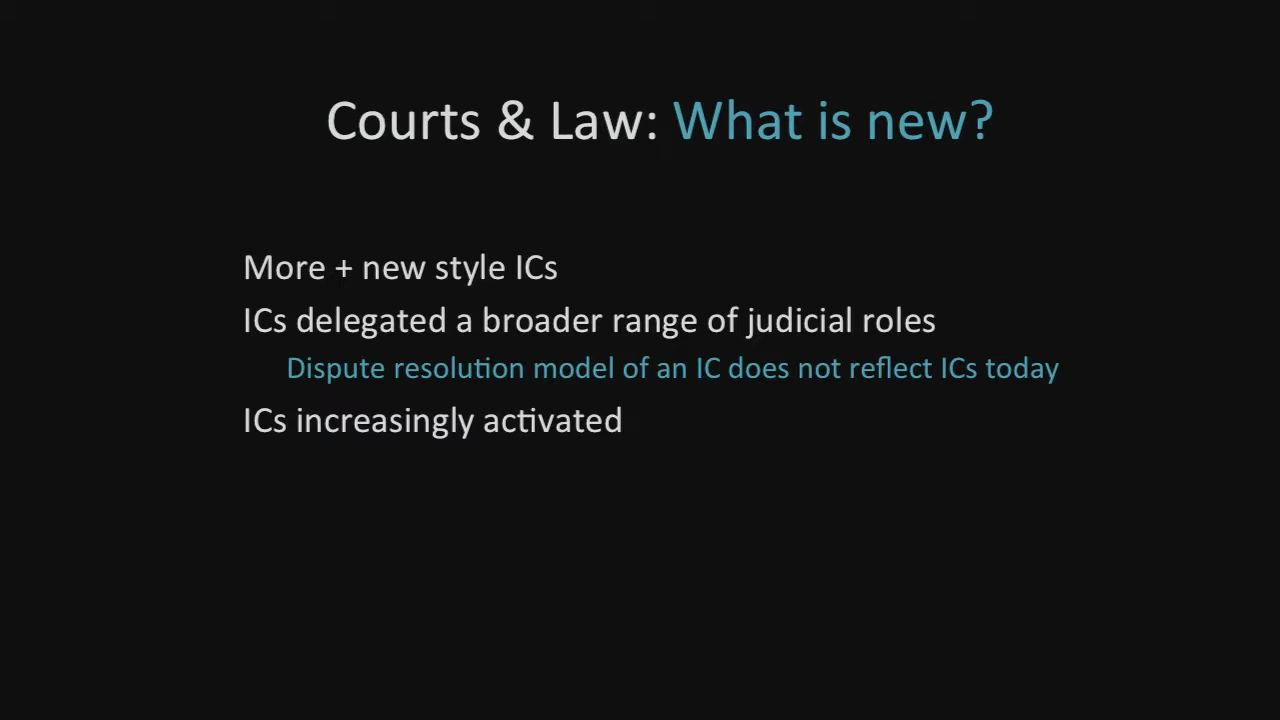 Courts & Law: What is new?
More + new style ICs
ICs delegated a broader range of judicial roles
Dispute resolution model of an IC does not reflect ICs today
ICs increasingly activated